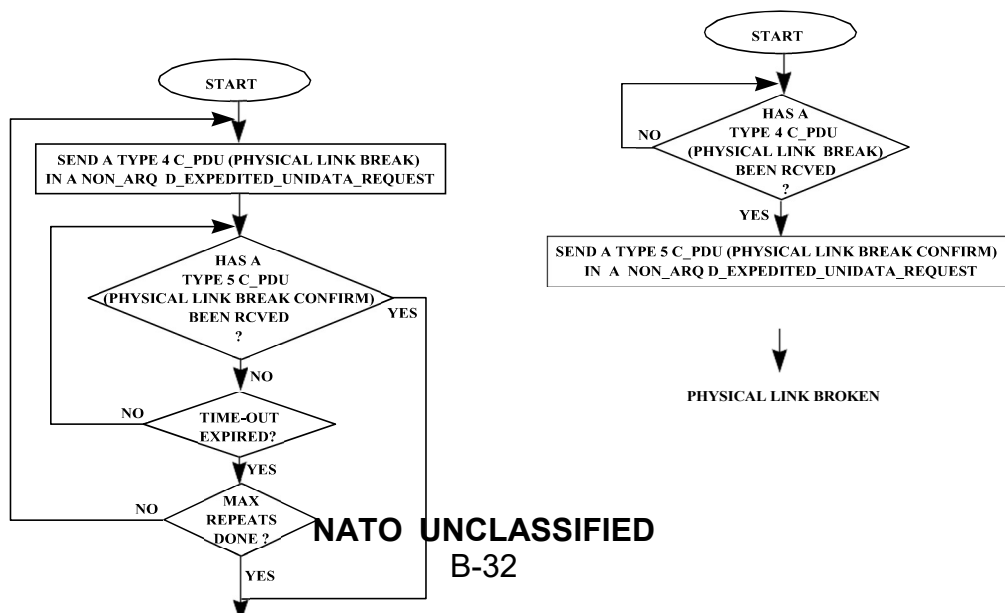 START
SEND A TYPE 4 C_PDU (PHYSICAL LINK BREAK)
IN A NON_ARQ D_EXPEDITED_UNIDATA_REQUEST
HAS A
TYPE 5 C_PDU
(PHYSICAL LINK BREAK CONFIRM)
BEEN RCVED
?
YES
NO
TIME-OUT
EXPIRED?
NO
YES
MAX
REPEATS
DONE ?
NO
YES
START
HAS A
TYPE 4 C_PDU
(PHYSICAL LINK BREAK)
BEEN RCVED
?
NO
YES
SEND A TYPE 5 C_PDU (PHYSICAL LINK BREAK CONFIRM)
IN A NON_ARQ D_EXPEDITED_UNIDATA_REQUEST
PHYSICAL LINK BROKEN
NATO UNCLASSIFIED
B-32